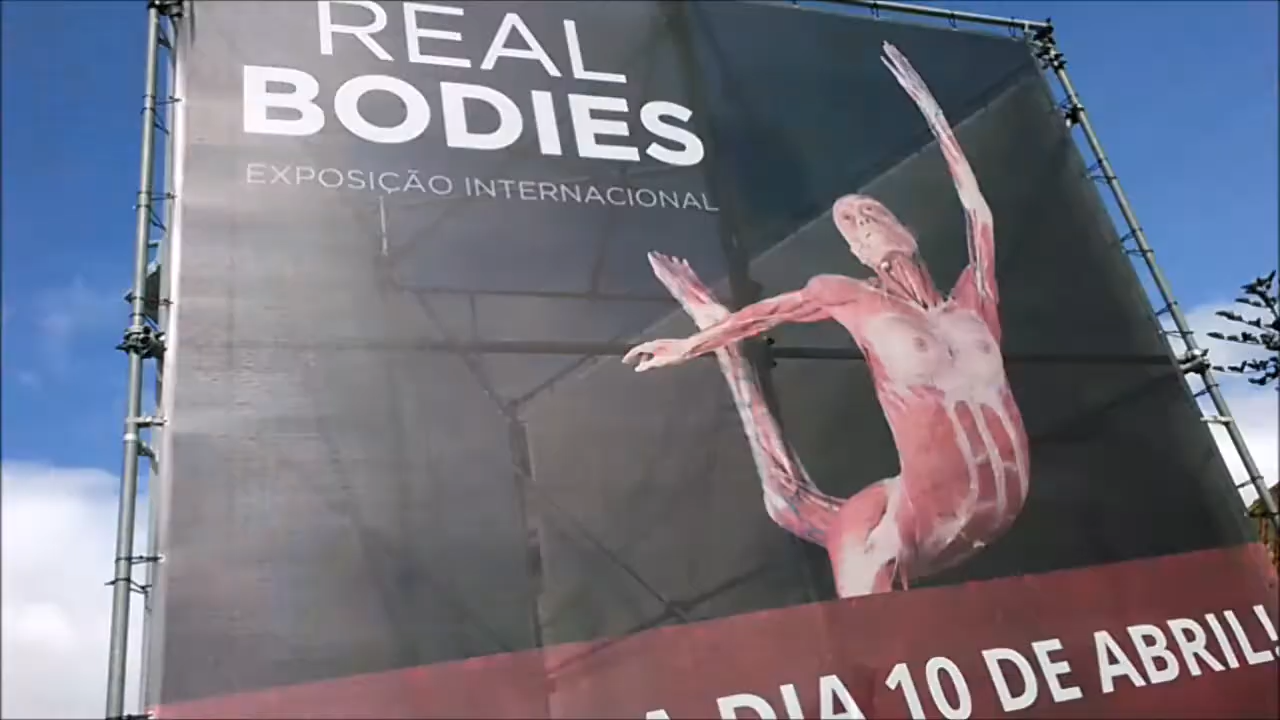 REAL
BODIES
EXPOSIÇÃO INTERNACIONAL
A DIA 10 DE ABRIL!